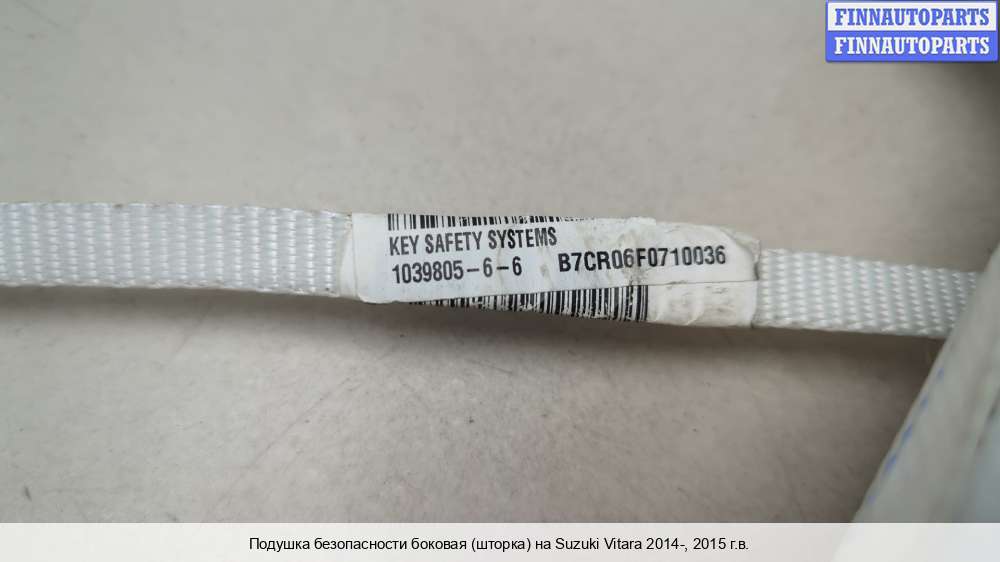 FINNAUTOPARTS
FINNAUTOPARTS
KEY SAFETY SYSTEMS
1039805-6-6 B7CR06F0710036
Подушка безопасности боковая (шторка) на Suzuki Vitara 2014-, 2015 г.в.